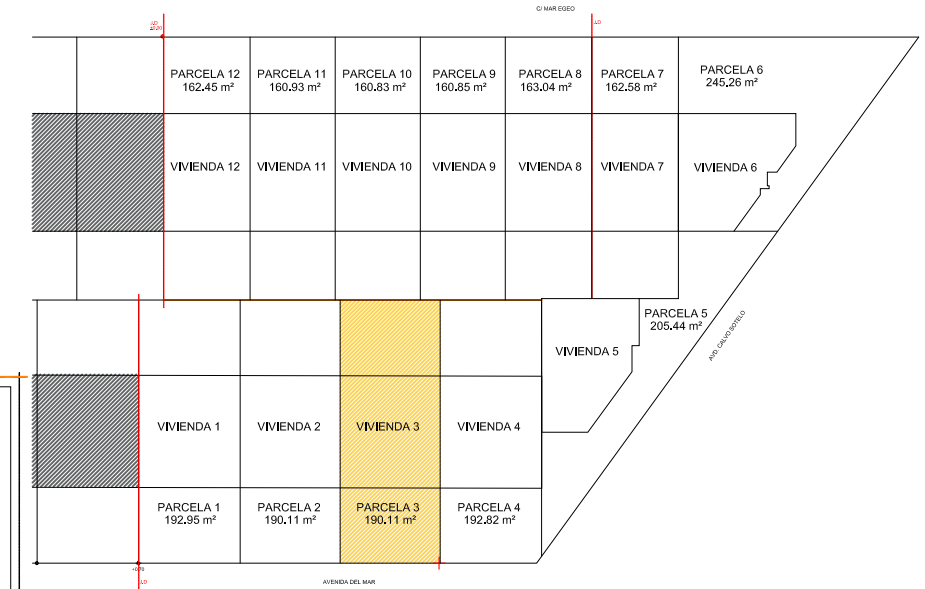 C/ MAR EGEO
J.D
J.D
PARCELA 12
162.45 m²
PARCELA 11
160.93 m²
PARCELA 10
160.83 m²
PARCELA 9
160.85 m²
PARCELA 8
163.04 m²
PARCELA 7
162.58 m²
PARCELA 6
245.26 m²
VIVIENDA 12
VIVIENDA 11
VIVIENDA 10
VIVIENDA 9
VIVIENDA 8
VIVIENDA 7
VIVIENDA 6
PARCELA 5
205.44 m²
AVD. CALVO SOTELO
VIVIENDA 5
VIVIENDA 1
VIVIENDA 2
VIVIENDA 3
VIVIENDA 4
PARCELA 1
192.95 m²
PARCELA 2
190.11 m²
PARCELA 3
190.11 m²
PARCELA 4
192.82 m²
J.D
AVENIDA DEL MAR